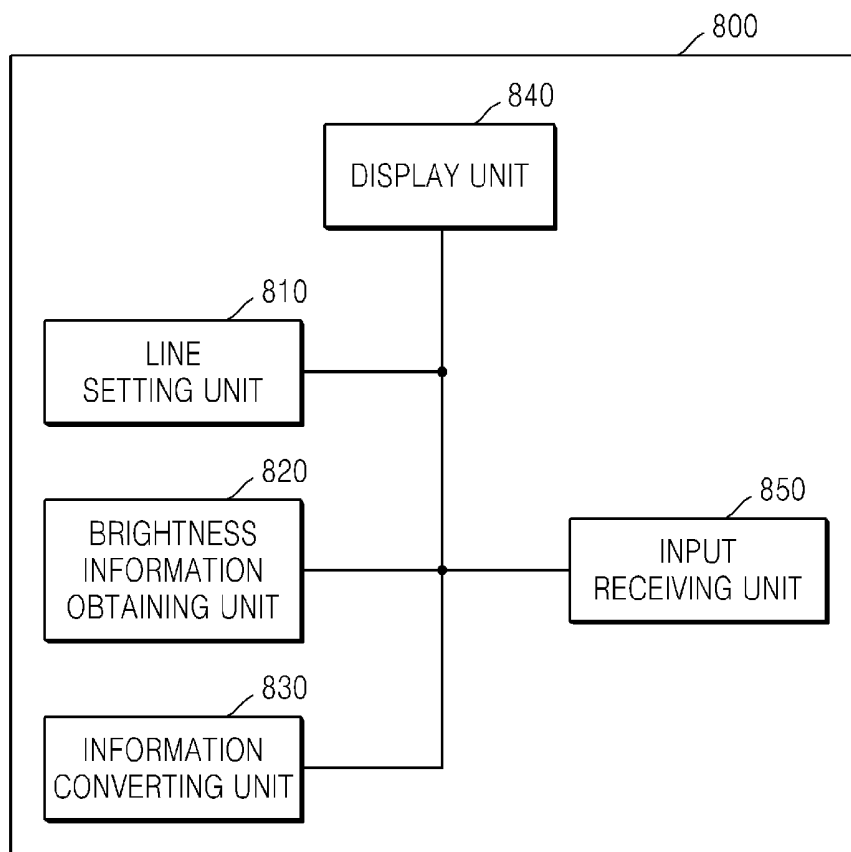 800
840
DISPLAY UNIT
810
LINE
SETTING UNIT
820
BRIGHTNESS
INFORMATION
OBTAINING UNIT
850
INPUT
RECEIVING UNIT
830
INFORMATION
CONVERTING UNIT